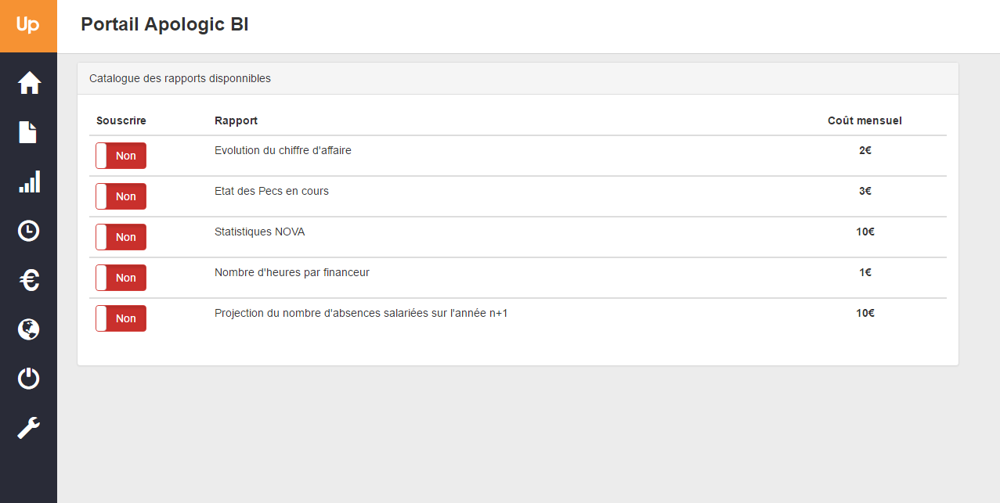 Up
Portail Apologic BI
Catalogue des rapports disponnibles
Souscrire Rapport Coût mensuel
Non Evolution du chiffre d'affaire 2€
Non Etat des Pecs en cours 3€
Non Statistiques NOVA 10€
Non Nombre d'heures par financeur 1€
Non Projection du nombre d'absences salariées sur l'année n+1 10€